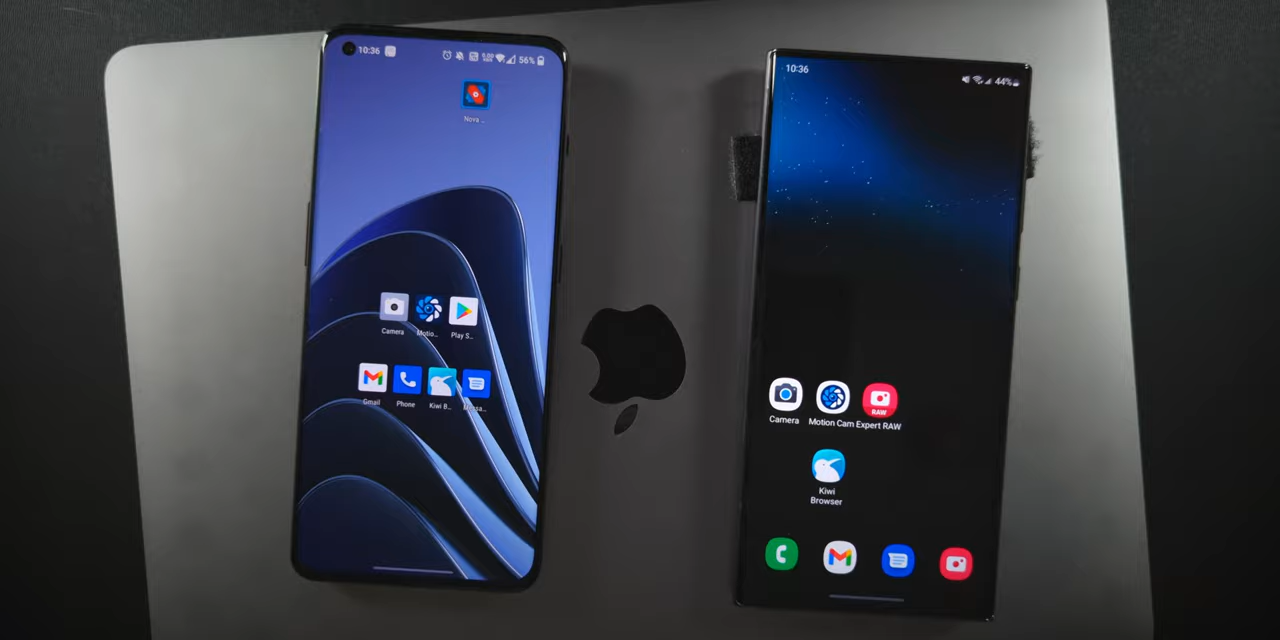 10:36
56%
Nova ..
Camera
Motio..
Play S..
Gmail
Phone
Kiwi B..
10:36
44%
Camera
Motion Cam
Expert RAW
RAW
Kiwi
Browser